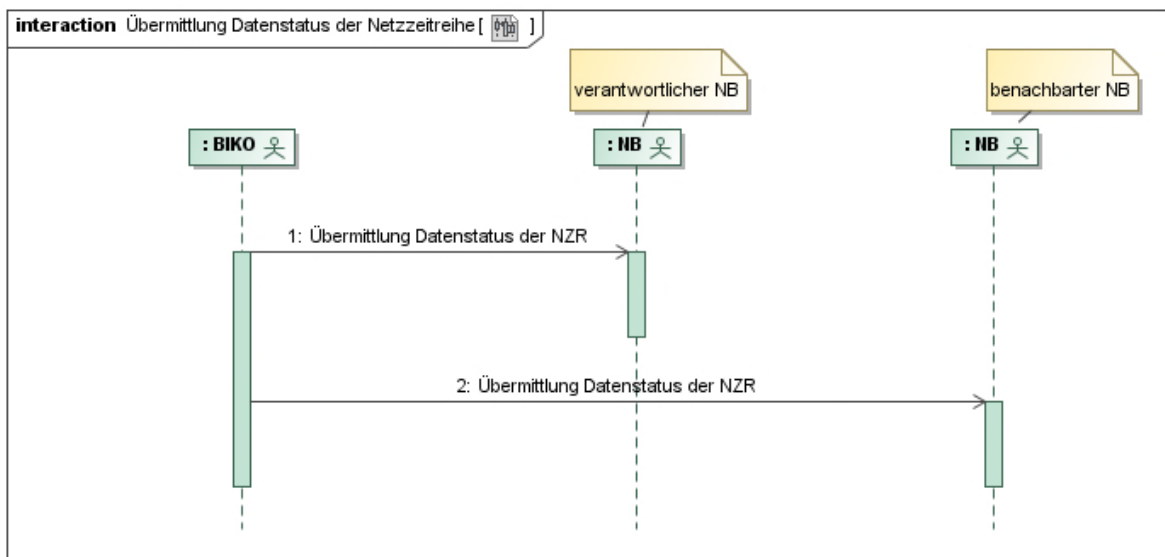 interaction Übermittlung Datenstatus der Netzzeitreihe [ ]
verantwortlicher NB
benachbarter NB
: BIKO
: NB
: NB
1: Übermittlung Datenstatus der NZR
2: Übermittlung Datenstatus der NZR